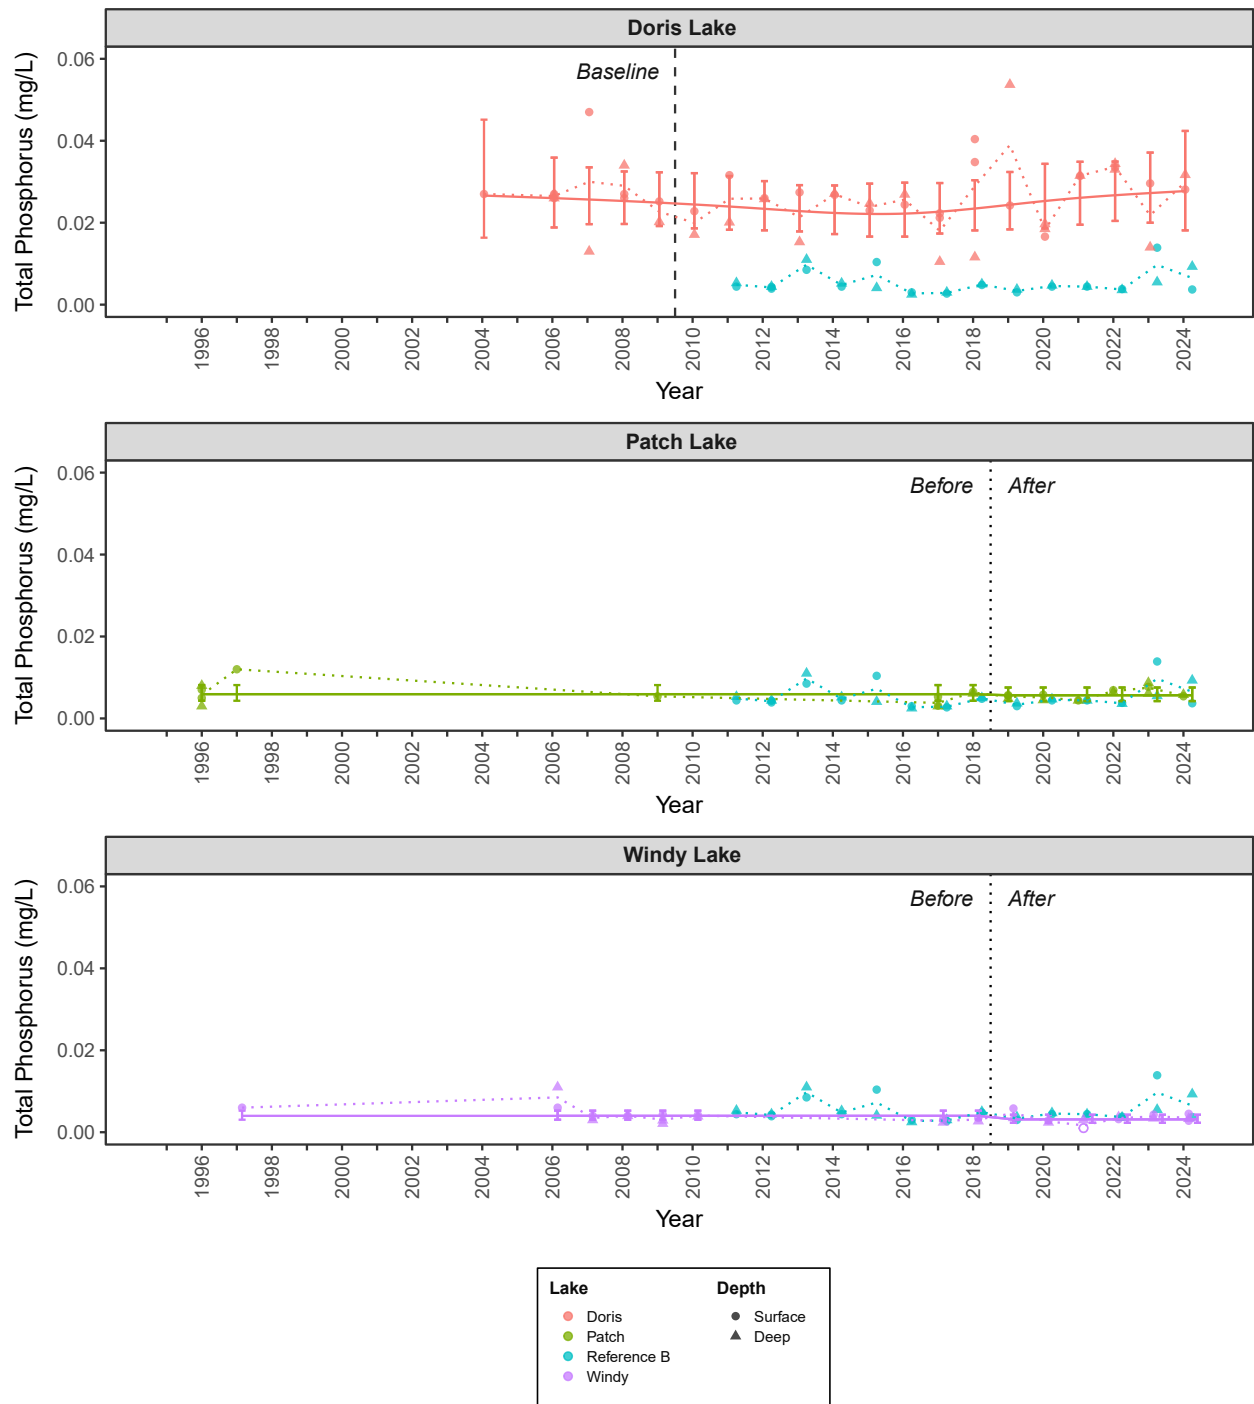 Doris Lake
Total Phosphorus (mg/L)
0.06
0.04
0.02
0.00
Baseline
1996 1998 2000 2002 2004 2006 2008 2010 2012 2014 2016 2018 2020 2022 2024
Year
Patch Lake
Total Phosphorus (mg/L)
0.06
0.04
0.02
0.00
Before After
1996 1998 2000 2002 2004 2006 2008 2010 2012 2014 2016 2018 2020 2022 2024
Year
Windy Lake
Total Phosphorus (mg/L)
0.06
0.04
0.02
0.00
Before After
1996 1998 2000 2002 2004 2006 2008 2010 2012 2014 2016 2018 2020 2022 2024
Year
Lake Depth
Doris Surface
Patch Deep
Reference B
Windy